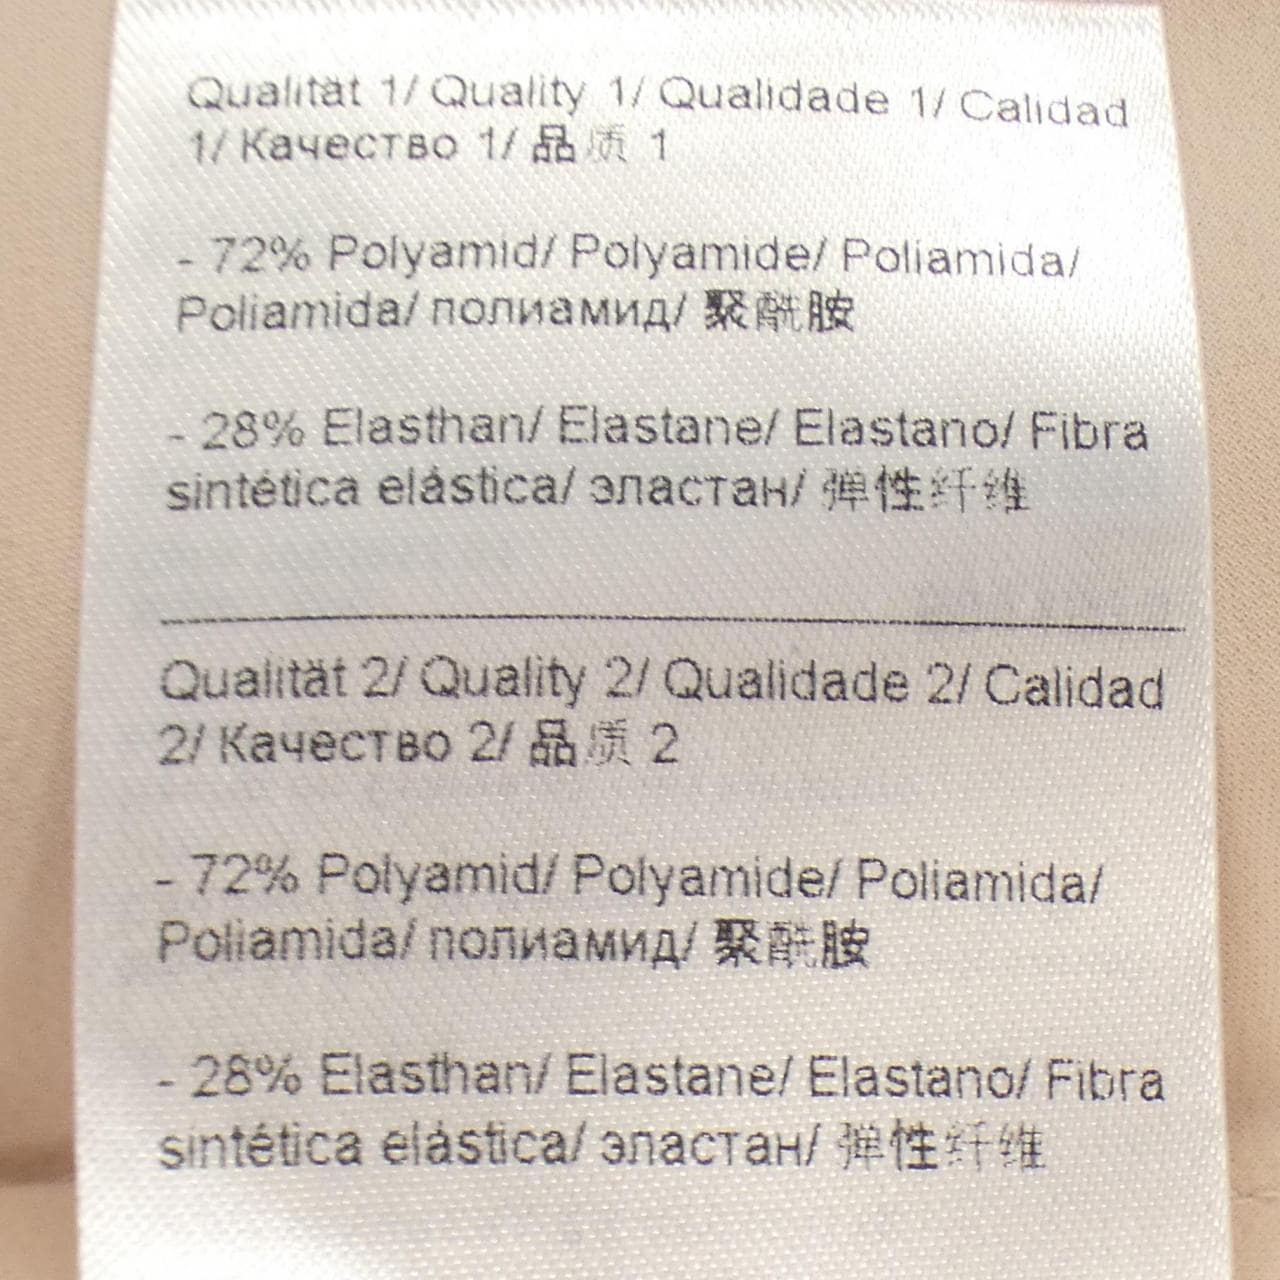 Qualität 1/ Quality 1/ Qualidade 1/ Calidad
1/ Качество 1/ 品质 1
- 72% Polyamid/ Polyamide/ Poliamida/
Poliamida/ полиамид/ 聚酰胺
- 28% Elasthan/ Elastane/ Elastano/ Fibra
sintética elástica/ эластан/ 弹性纤维
Qualität 2/ Quality 2/ Qualidade 2/ Calidad
2/ Качество 2/ 品质 2
- 72% Polyamid/ Polyamide/ Poliamida/
Poliamida/ полиамид/ 聚酰胺
- 28% Elasthan/ Elastane/ Elastano/ Fibra
sintética elástica/ эластан/ 弹性纤维